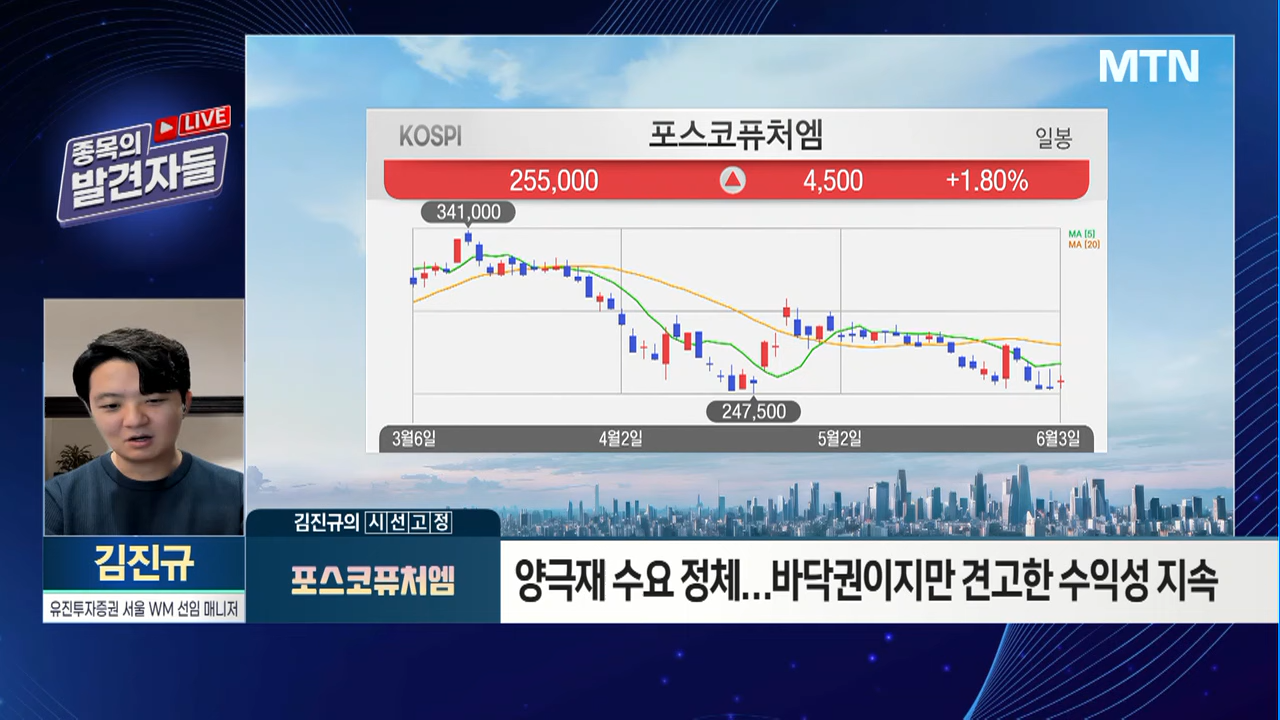 MTN
LIVE
종목의
발견자들
KOSPI
포스코퓨처엠
일봉
255,000
4,500
+1.80%
341,000
MA [5]
MA [20]
247,500
3월6일
4월2일
5월2일
6월3일
김진규의 시선고정
포스코퓨처엠
양극재 수요 정체...바닥권이지만 견고한 수익성 지속
김진규
유진투자증권 서울 WM 선임 매니저